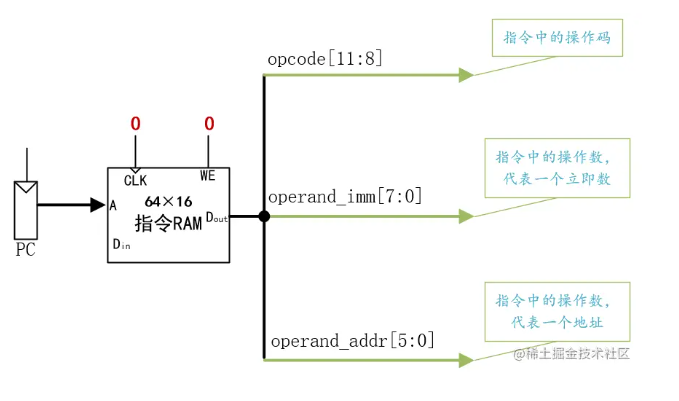 指令中的操作码
opcode[11:8]
0 0
CLK WE
64×16
指令RAM
A
Dout
Din
PC
指令中的操作数,
代表一个立即数
operand_imm[7:0]
指令中的操作数,
代表一个地址
operand_addr[5:0]
@稀土掘金技术社区